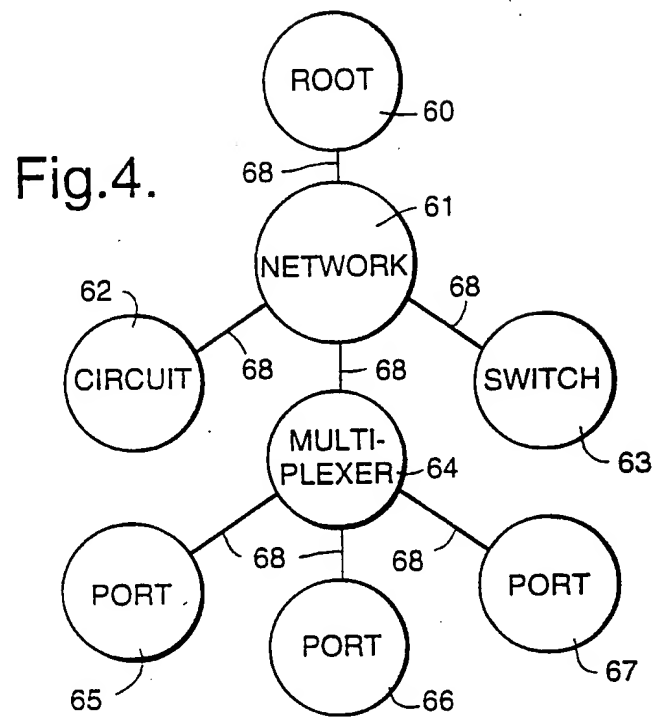 ROOT
60
68
Fig.4.
61
NETWORK
62
68
68
68
CIRCUIT
SWITCH
MULTI-
PLEXER
64
63
68
68
PORT
PORT
PORT
65
66
67